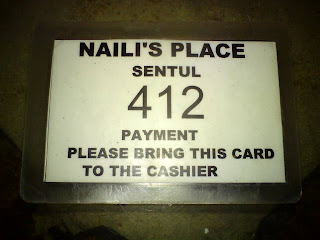 NAILI'S PLACE
SENTUL
412
PAYMENT
PLEASE BRING THIS CARD
TO THE CASHIER